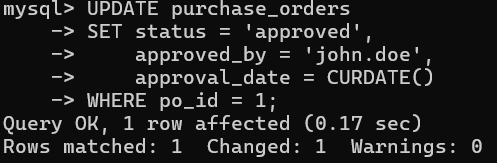 mysql> UPDATE purchase_orders
    -> SET status = 'approved',
    ->     approved_by = 'john.doe',
    ->     approval_date = CURDATE()
    -> WHERE po_id = 1;
Query OK, 1 row affected (0.17 sec)
Rows matched: 1  Changed: 1  Warnings: 0